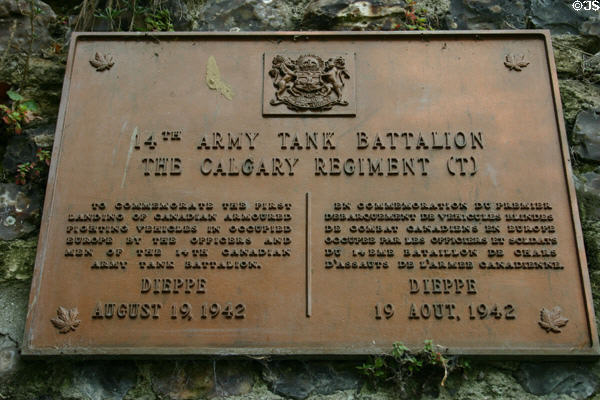 ©JS
14TH ARMY TANK BATTALION
THE CALGARY REGIMENT (T)
TO COMMEMORATE THE FIRST
LANDING OF CANADIAN ARMOURED
FIGHTING VEHICLES IN OCCUPIED
EUROPE BY THE OFFICERS AND
MEN OF THE 14TH CANADIAN
ARMY TANK BATTALION.
DIEPPE
AUGUST 19, 1942
EN COMMEMORATION DU PREMIER
DEBARQUEMENT DE VEHICULES BLINDES
DE COMBAT CANADIENS EN EUROPE
OCCUPEE PAR LES OFFICIERS ET SOLDATS
DU 14EME BATAILLON DE CHARS
D'ASSAUTS DE L'ARMEE CANADIENNE.
DIEPPE
19 AOUT, 1942